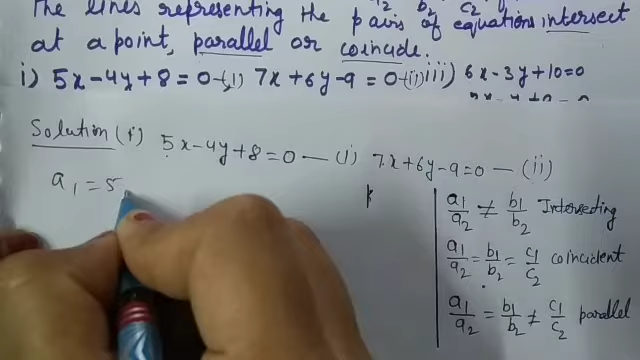 The lines representing the pairs of equations intersect
at a point, parallel or coincide.
i) 5x-4y+8=0-(i) 7x+6y-9=0-(ii) iii) 6x-3y+10=0
Solution (i) 5x-4y+8=0 — (i) 7x+6y-9=0 — (ii)
a₁ = 5
a₁/a₂ ≠ b₁/b₂ Intersecting
a₁/a₂ = b₁/b₂ = c₁/c₂ coincident
a₁/a₂ = b₁/b₂ ≠ c₁/c₂ parallel